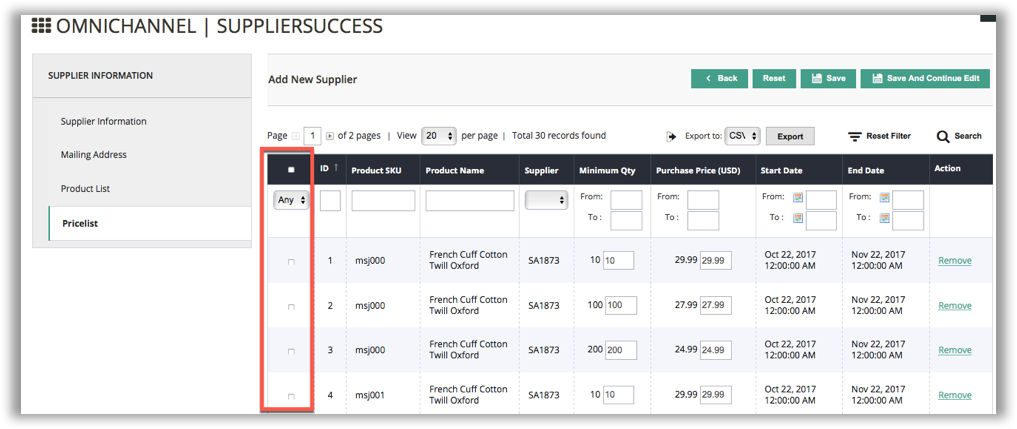 OMNICHANNEL | SUPPLIERSUCCESS
SUPPLIER INFORMATION
Supplier Information
Mailing Address
Product List
Pricelist
Add New Supplier
Back Reset Save Save And Continue Edit
Page 1 of 2 pages | View 20 per page | Total 30 records found Export to: CSV Export Reset Filter Search
ID ↑ Product SKU Product Name Supplier Minimum Qty Purchase Price (USD) Start Date End Date Action
Any From: From: From: From:
To : To : To : To :
1 msj000 French Cuff Cotton Twill Oxford SA1873 10 10 29.99 29.99 Oct 22, 2017 12:00:00 AM Nov 22, 2017 12:00:00 AM Remove
2 msj000 French Cuff Cotton Twill Oxford SA1873 100 100 27.99 27.99 Oct 22, 2017 12:00:00 AM Nov 22, 2017 12:00:00 AM Remove
3 msj000 French Cuff Cotton Twill Oxford SA1873 200 200 24.99 24.99 Oct 22, 2017 12:00:00 AM Nov 22, 2017 12:00:00 AM Remove
4 msj001 French Cuff Cotton Twill Oxford SA1873 10 10 29.99 29.99 Oct 22, 2017 12:00:00 AM Nov 22, 2017 12:00:00 AM Remove